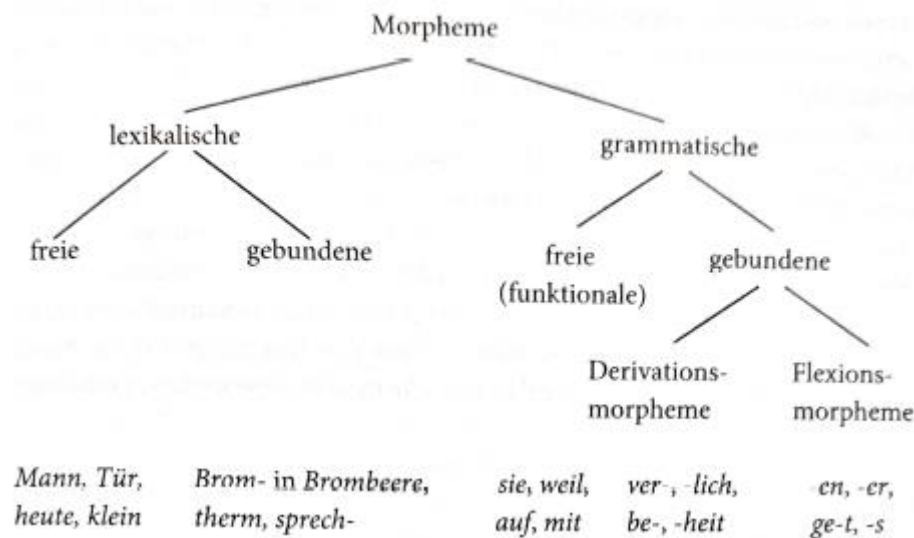 Morpheme
lexikalische grammatische
freie gebundene freie gebundene
(funktionale)
Derivations- Flexions-
morpheme morpheme
Mann, Tür, Brom- in Brombeere, sie, weil, ver-, -lich, -en, -er,
heute, klein therm, sprech- auf, mit be-, -heit ge-t, -s